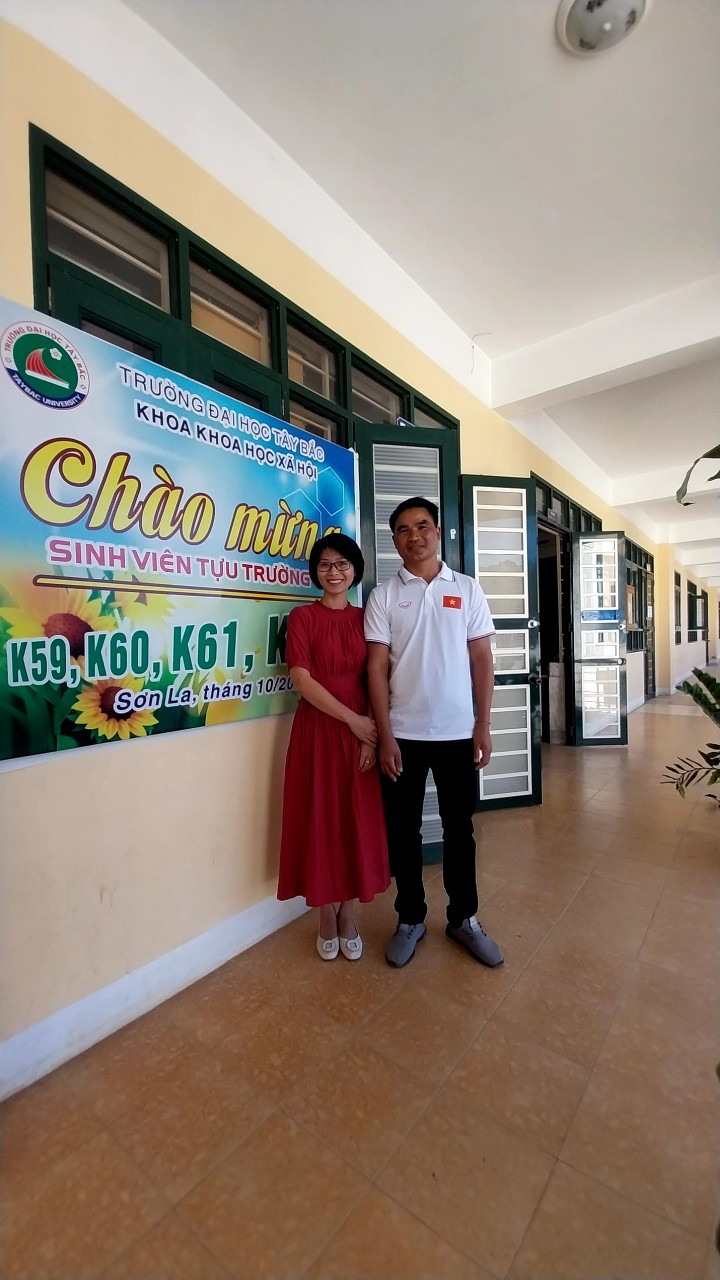 TRƯỜNG ĐẠI HỌC TÂY BẮC
TAYBAC UNIVERSITY
TRƯỜNG ĐẠI HỌC TÂY BẮC
KHOA KHOA HỌC XÃ HỘI
Chào mừng
SINH VIÊN TỰU TRƯỜNG
K59, K60, K61, K
Sơn La, tháng 10/20